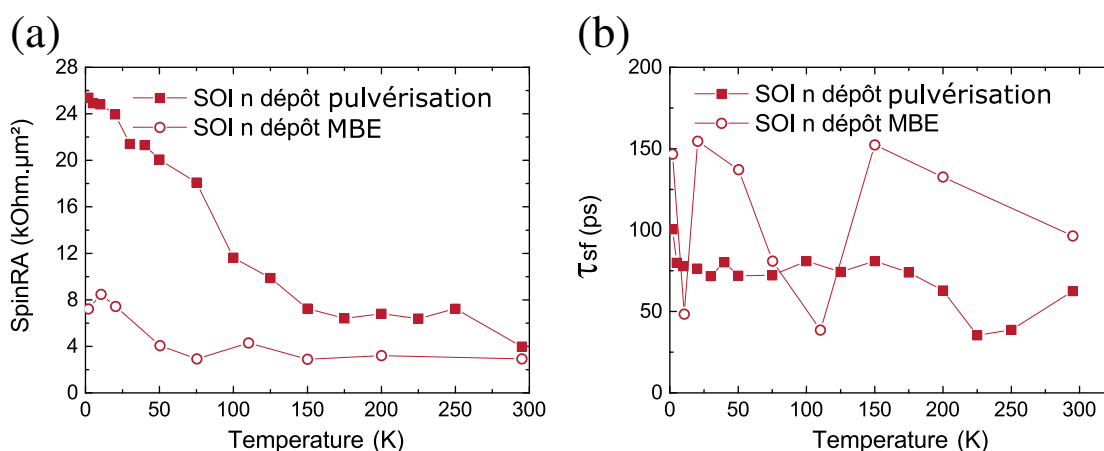 (a)
28
24
20
16
12
8
4
0
SpinRA (kOhm.µm²)
SOI n dépôt pulvérisation
SOI n dépôt MBE
0 50 100 150 200 250 300
Temperature (K)
(b)
200
150
100
50
0
τsf (ps)
SOI n dépôt pulvérisation
SOI n dépôt MBE
0 50 100 150 200 250 300
Temperature (K)